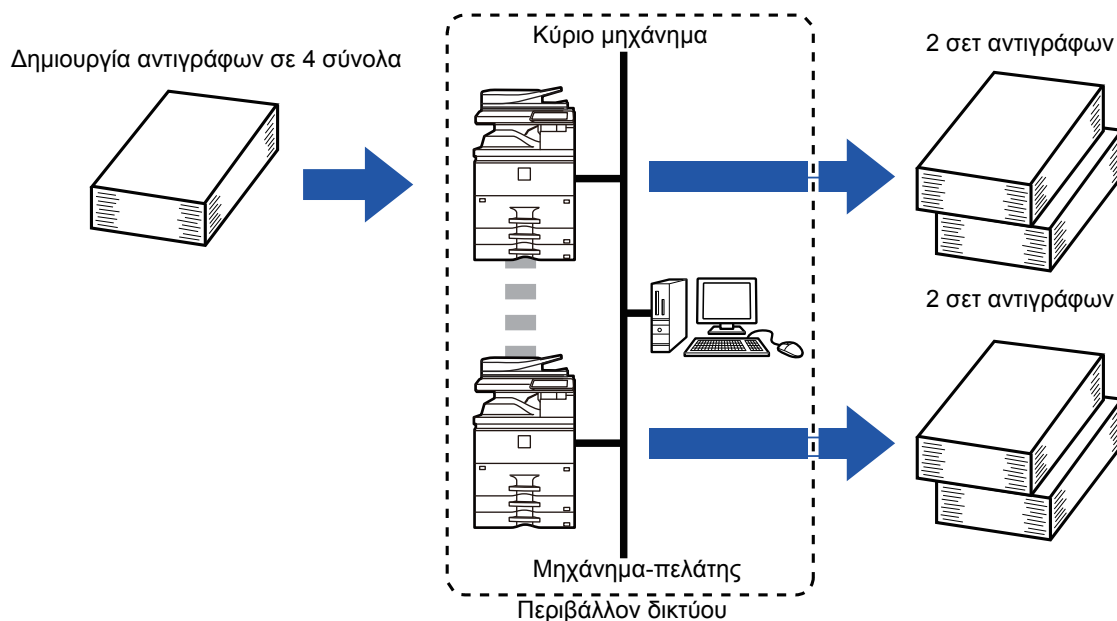 Κύριο μηχάνημα
2 σετ αντιγράφων
Δημιουργία αντιγράφων σε 4 σύνολα
2 σετ αντιγράφων
Μηχάνημα-πελάτης
Περιβάλλον δικτύου